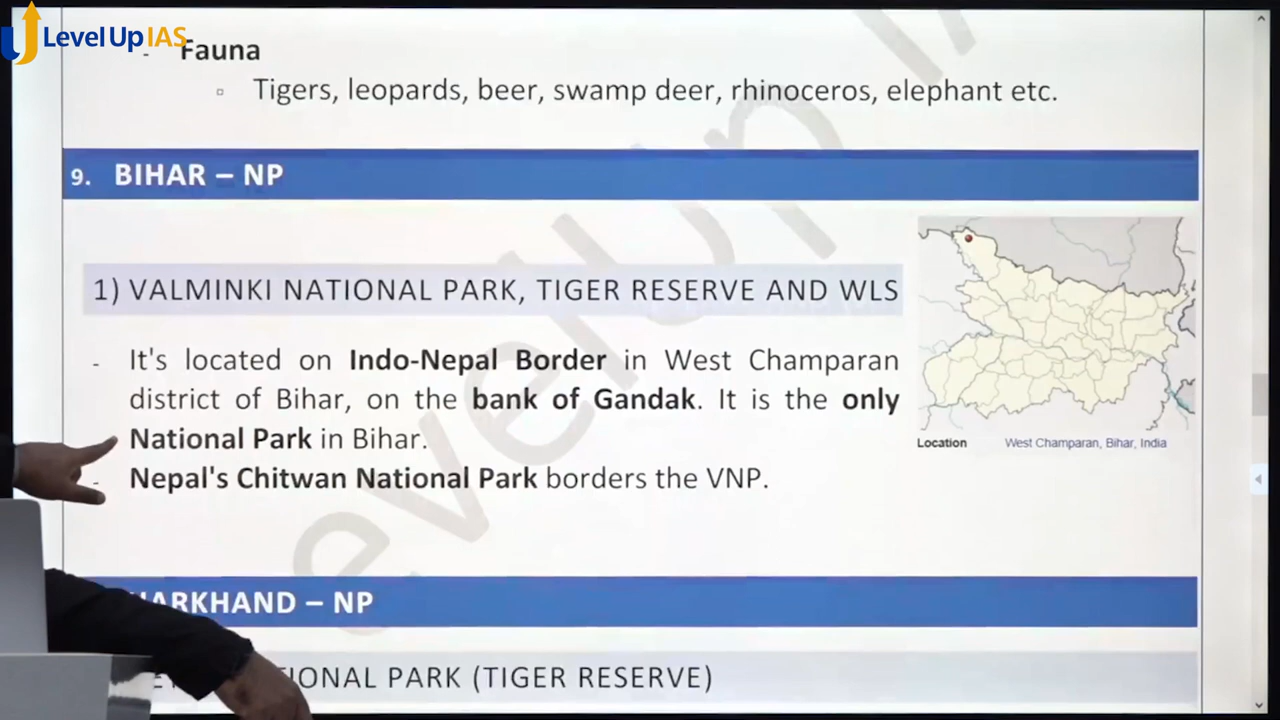 Level Up IAS
- Fauna
Tigers, leopards, beer, swamp deer, rhinoceros, elephant etc.
9. BIHAR – NP
1) VALMINKI NATIONAL PARK, TIGER RESERVE AND WLS
- It's located on Indo-Nepal Border in West Champaran
district of Bihar, on the bank of Gandak. It is the only
National Park in Bihar.
- Nepal's Chitwan National Park borders the VNP.
Location West Champaran, Bihar, India
HARKHAND – NP
IONAL PARK (TIGER RESERVE)